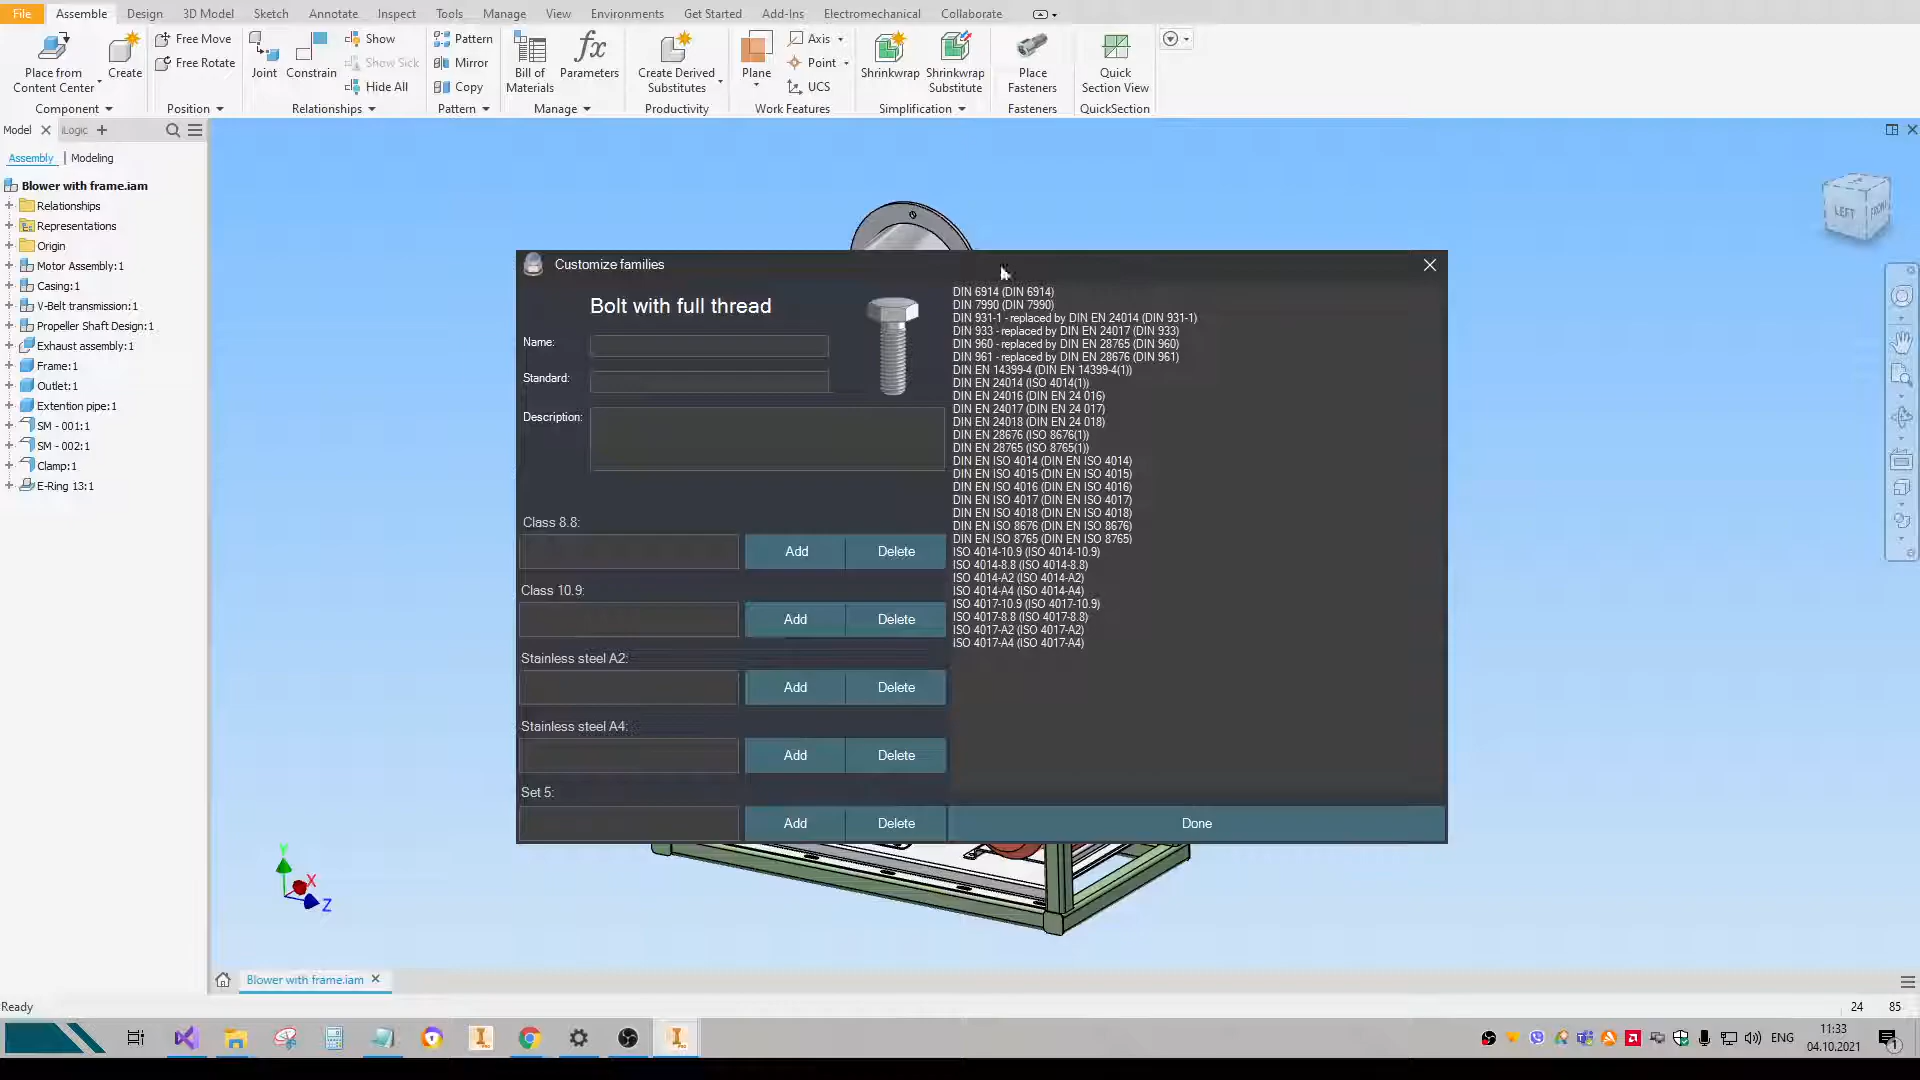 File Assemble Design 3D Model Sketch Annotate Inspect Tools Manage View Environments Get Started Add-Ins Electromechanical Collaborate
Place from Content Center
Create
Free Move
Free Rotate
Joint
Constrain
Show
Show Sick
Hide All
Pattern
Mirror
Copy
Bill of Materials
Parameters
Create Derived Substitutes
Plane
Axis
Point
UCS
Shrinkwrap
Shrinkwrap Substitute
Place Fasteners
Quick Section View
Component Position Relationships Pattern Manage Productivity Work Features Simplification Fasteners QuickSection
Model iLogic
Assembly Modeling
Blower with frame.iam
Relationships
Representations
Origin
Motor Assembly:1
Casing:1
V-Belt transmission:1
Propeller Shaft Design:1
Exhaust assembly:1
Frame:1
Outlet:1
Extention pipe:1
SM - 001:1
SM - 002:1
Clamp:1
E-Ring 13:1
LEFT FRONT
Customize families
Bolt with full thread
Name:
Standard:
Description:
Class 8.8:
Add Delete
Class 10.9:
Add Delete
Stainless steel A2:
Add Delete
Stainless steel A4:
Add Delete
Set 5:
Add Delete
DIN 6914 (DIN 6914)
DIN 7990 (DIN 7990)
DIN 931-1 - replaced by DIN EN 24014 (DIN 931-1)
DIN 933 - replaced by DIN EN 24017 (DIN 933)
DIN 960 - replaced by DIN EN 28765 (DIN 960)
DIN 961 - replaced by DIN EN 28676 (DIN 961)
DIN EN 14399-4 (DIN EN 14399-4(1))
DIN EN 24014 (ISO 4014(1))
DIN EN 24016 (DIN EN 24 016)
DIN EN 24017 (DIN EN 24 017)
DIN EN 24018 (DIN EN 24 018)
DIN EN 28676 (ISO 8676(1))
DIN EN 28765 (ISO 8765(1))
DIN EN ISO 4014 (DIN EN ISO 4014)
DIN EN ISO 4015 (DIN EN ISO 4015)
DIN EN ISO 4016 (DIN EN ISO 4016)
DIN EN ISO 4017 (DIN EN ISO 4017)
DIN EN ISO 4018 (DIN EN ISO 4018)
DIN EN ISO 8676 (DIN EN ISO 8676)
DIN EN ISO 8765 (DIN EN ISO 8765)
ISO 4014-10.9 (ISO 4014-10.9)
ISO 4014-8.8 (ISO 4014-8.8)
ISO 4014-A2 (ISO 4014-A2)
ISO 4014-A4 (ISO 4014-A4)
ISO 4017-10.9 (ISO 4017-10.9)
ISO 4017-8.8 (ISO 4017-8.8)
ISO 4017-A2 (ISO 4017-A2)
ISO 4017-A4 (ISO 4017-A4)
Done
Y
X
Z
Blower with frame.iam
Ready
24 85
ENG
11:33
04.10.2021